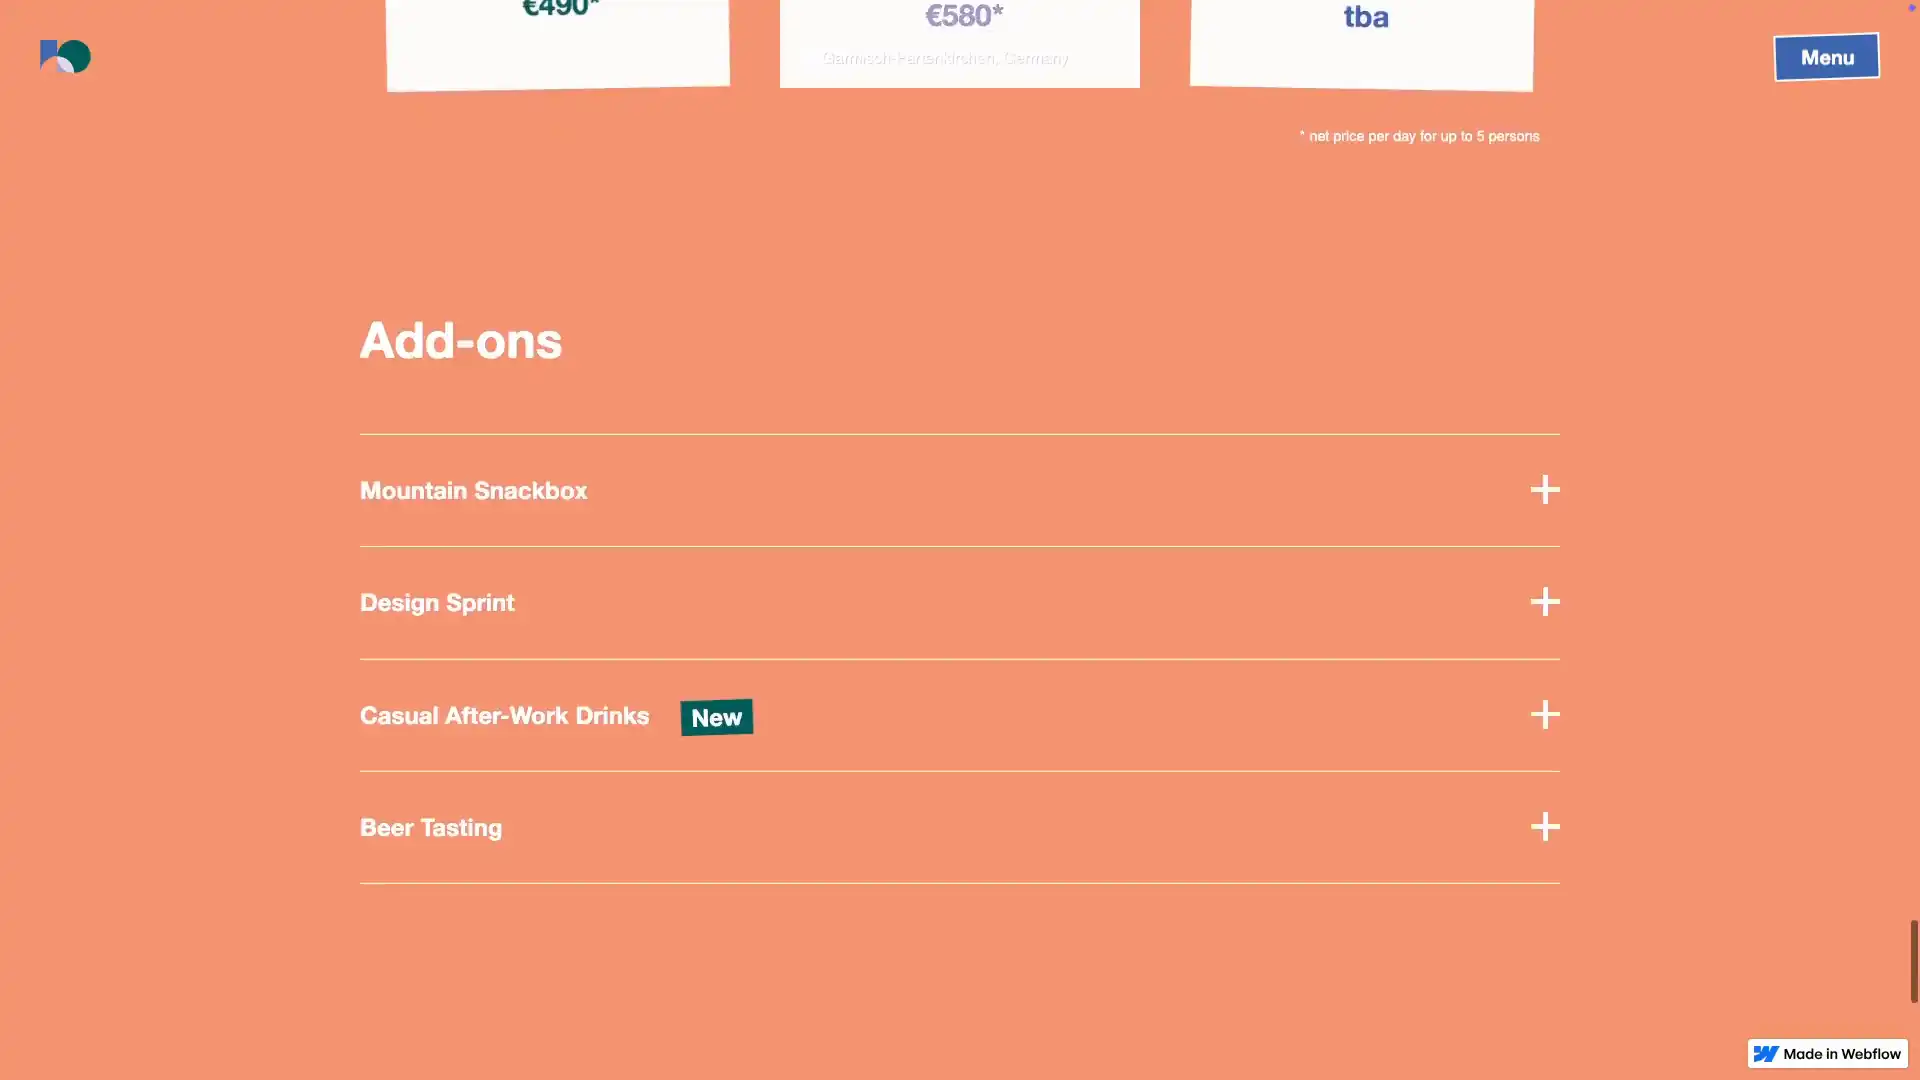 €490*
€580*
tba
Garmisch-Partenkirchen, Germany
Menu
* net price per day for up to 5 persons
Add-ons
Mountain Snackbox
Design Sprint
Casual After-Work Drinks New
Beer Tasting
Made in Webflow